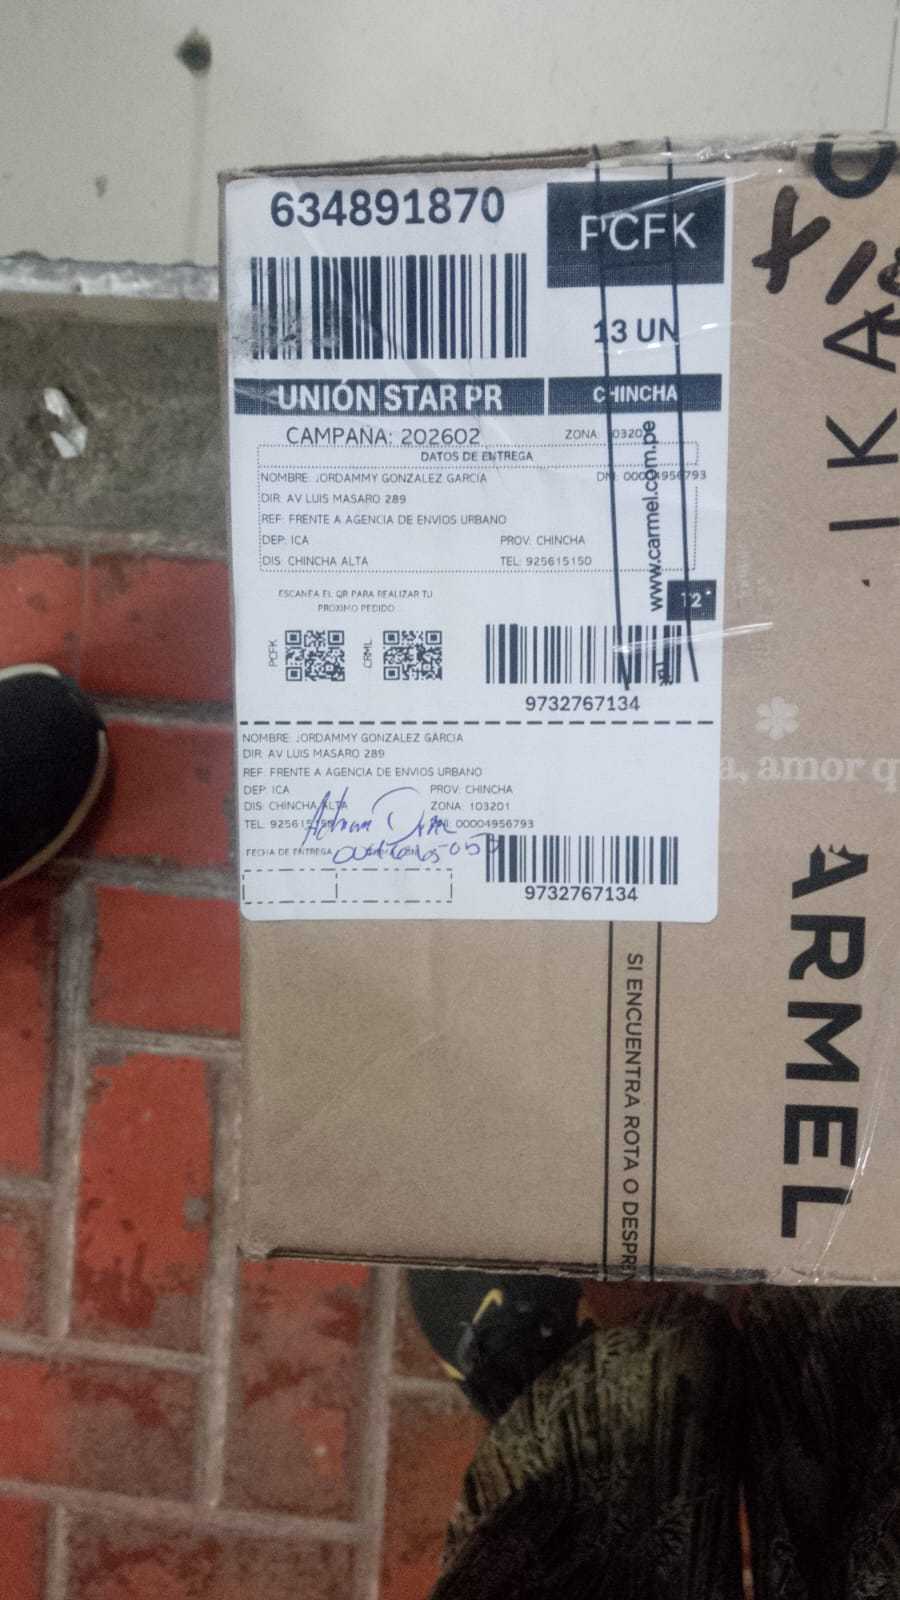 634891870
PCFK
13 UN
UNIÓN STAR PR
CHINCHA
CAMPAÑA: 202602
ZONA: 103201
DATOS DE ENTREGA
NOMBRE: JORDAMMY GONZALEZ GARCIA
DNI: 00004956793
DIR: AV LUIS MASARO 289
REF: FRENTE A AGENCIA DE ENVIOS URBANO
DEP: ICA
PROV: CHINCHA
DIS: CHINCHA ALTA
TEL: 925615150
www.carmel.com.pe
ESCANEA EL QR PARA REALIZAR TU
PROXIMO PEDIDO
T2
PCFK
CRML
9732767134
NOMBRE: JORDAMMY GONZALEZ GARCIA
DIR: AV LUIS MASARO 289
REF: FRENTE A AGENCIA DE ENVIOS URBANO
DEP: ICA
PROV: CHINCHA
DIS: CHINCHA ALTA
ZONA: 103201
TEL: 925615150
DNI: 00004956793
FECHA DE ENTREGA
9732767134
a, amor q
ARMEL
SI ENCUENTRA ROTA O DESPR